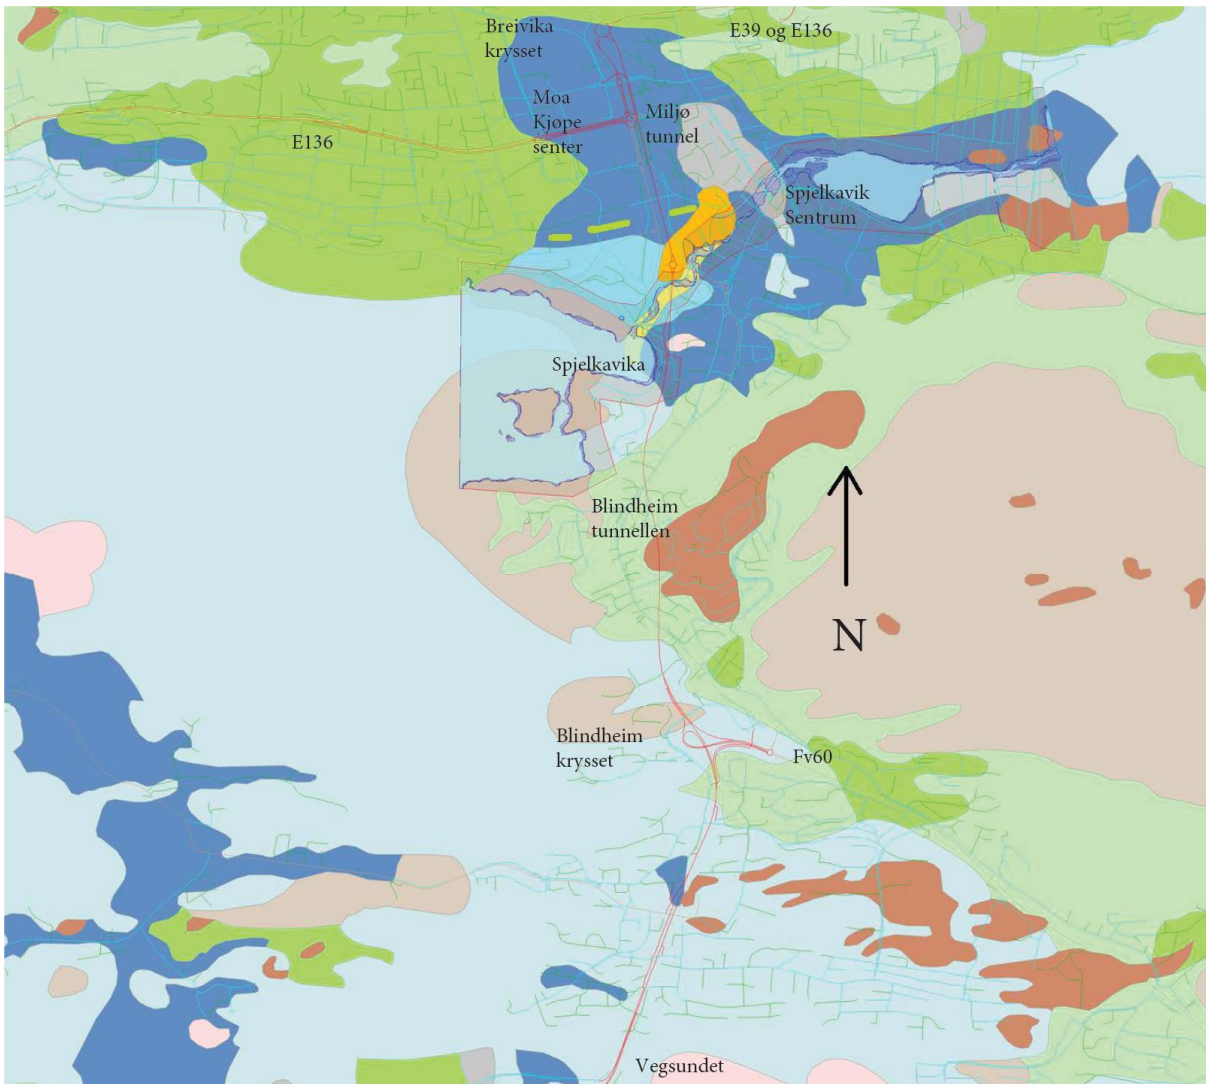 Breivika
krysset
E39 og E136
Moa
Kjøpe
senter
Miljø
tunnel
E136
Spjelkavik
Sentrum
Spjelkavika
Blindheim
tunnellen
N
Blindheim
krysset
Fv60
Vegsundet